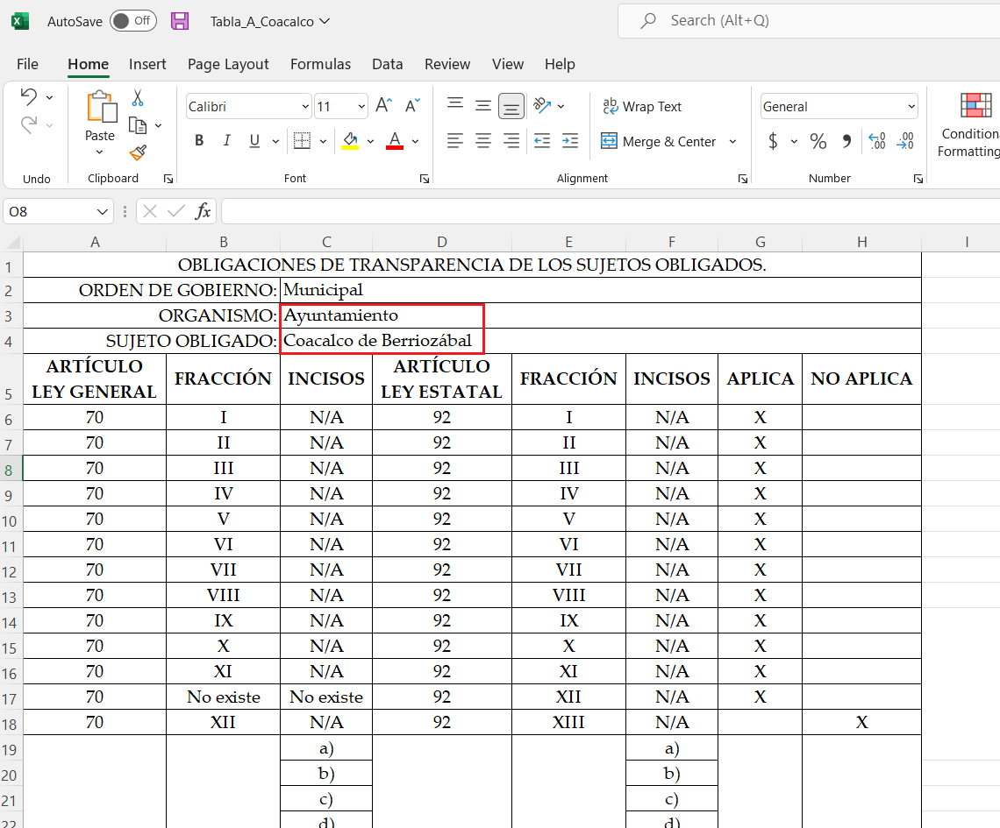 AutoSave Off Tabla_A_Coacalco Search (Alt+Q)
File Home Insert Page Layout Formulas Data Review View Help
Calibri 11 ab Wrap Text General
Paste B I U A Merge & Center $ % Conditional
Formatting
Undo Clipboard Font Alignment Number
O8 fx
A B C D E F G H I
1 OBLIGACIONES DE TRANSPARENCIA DE LOS SUJETOS OBLIGADOS.
2 ORDEN DE GOBIERNO: Municipal
3 ORGANISMO: Ayuntamiento
4 SUJETO OBLIGADO: Coacalco de Berriozábal
5 ARTÍCULO LEY GENERAL FRACCIÓN INCISOS ARTÍCULO LEY ESTATAL FRACCIÓN INCISOS APLICA NO APLICA
6 70 I N/A 92 I N/A X
7 70 II N/A 92 II N/A X
8 70 III N/A 92 III N/A X
9 70 IV N/A 92 IV N/A X
10 70 V N/A 92 V N/A X
11 70 VI N/A 92 VI N/A X
12 70 VII N/A 92 VII N/A X
13 70 VIII N/A 92 VIII N/A X
14 70 IX N/A 92 IX N/A X
15 70 X N/A 92 X N/A X
16 70 XI N/A 92 XI N/A X
17 70 No existe No existe 92 XII N/A X
18 70 XII N/A 92 XIII N/A X
19 a) a)
20 b) b)
21 c) c)
22 d) d)